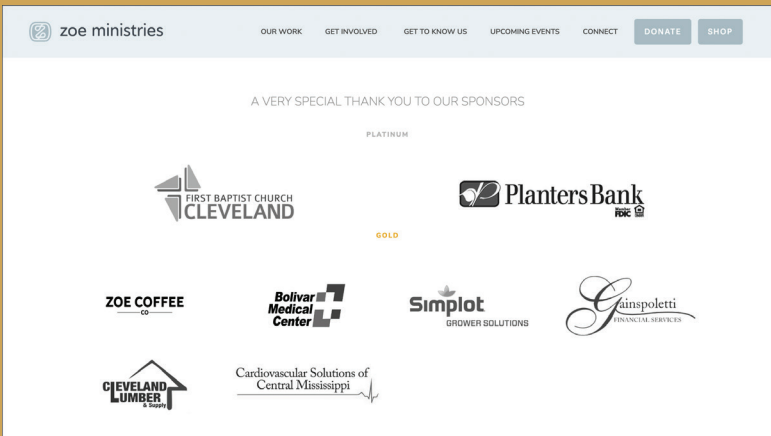 zoe ministries
OUR WORK GET INVOLVED GET TO KNOW US UPCOMING EVENTS CONNECT DONATE SHOP
A VERY SPECIAL THANK YOU TO OUR SPONSORS
PLATINUM
FIRST BAPTIST CHURCH
CLEVELAND
Planters Bank
Member
FDIC
GOLD
ZOE COFFEE
CO
Bolivar
Medical
Center
Simplot
GROWER SOLUTIONS
Gainspoletti
FINANCIAL SERVICES
CLEVELAND
LUMBER
& Supply
Cardiovascular Solutions of
Central Mississippi